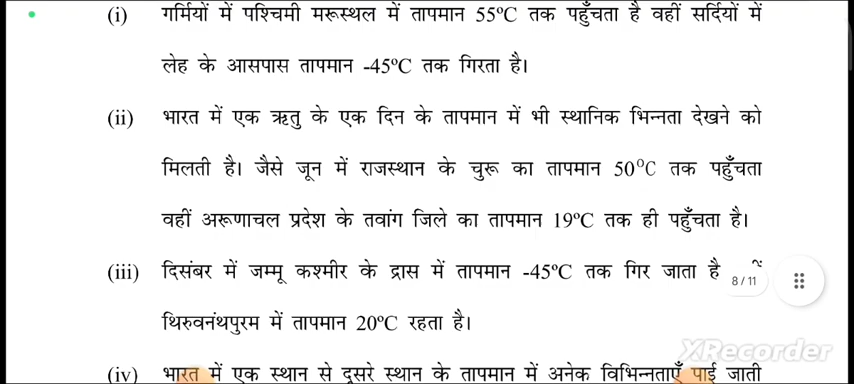 (i) गर्मियों में पश्चिमी मरूस्थल में तापमान 55ºC तक पहुँचता है वहीं सर्दियों में
लेह के आसपास तापमान -45ºC तक गिरता है।
(ii) भारत में एक ऋतु के एक दिन के तापमान में भी स्थानिक भिन्नता देखने को
मिलती है। जैसे जून में राजस्थान के चुरू का तापमान 50⁰C तक पहुँचता
वहीं अरूणाचल प्रदेश के तवांग जिले का तापमान 19ºC तक ही पहुँचता है।
(iii) दिसंबर में जम्मू कश्मीर के द्रास में तापमान -45ºC तक गिर जाता है
8/11
थिरुवनंथपुरम में तापमान 20ºC रहता है।
XRecorder
(iv) भारत में एक स्थान से दूसरे स्थान के तापमान में अनेक विभिन्नताएँ पाई जाती